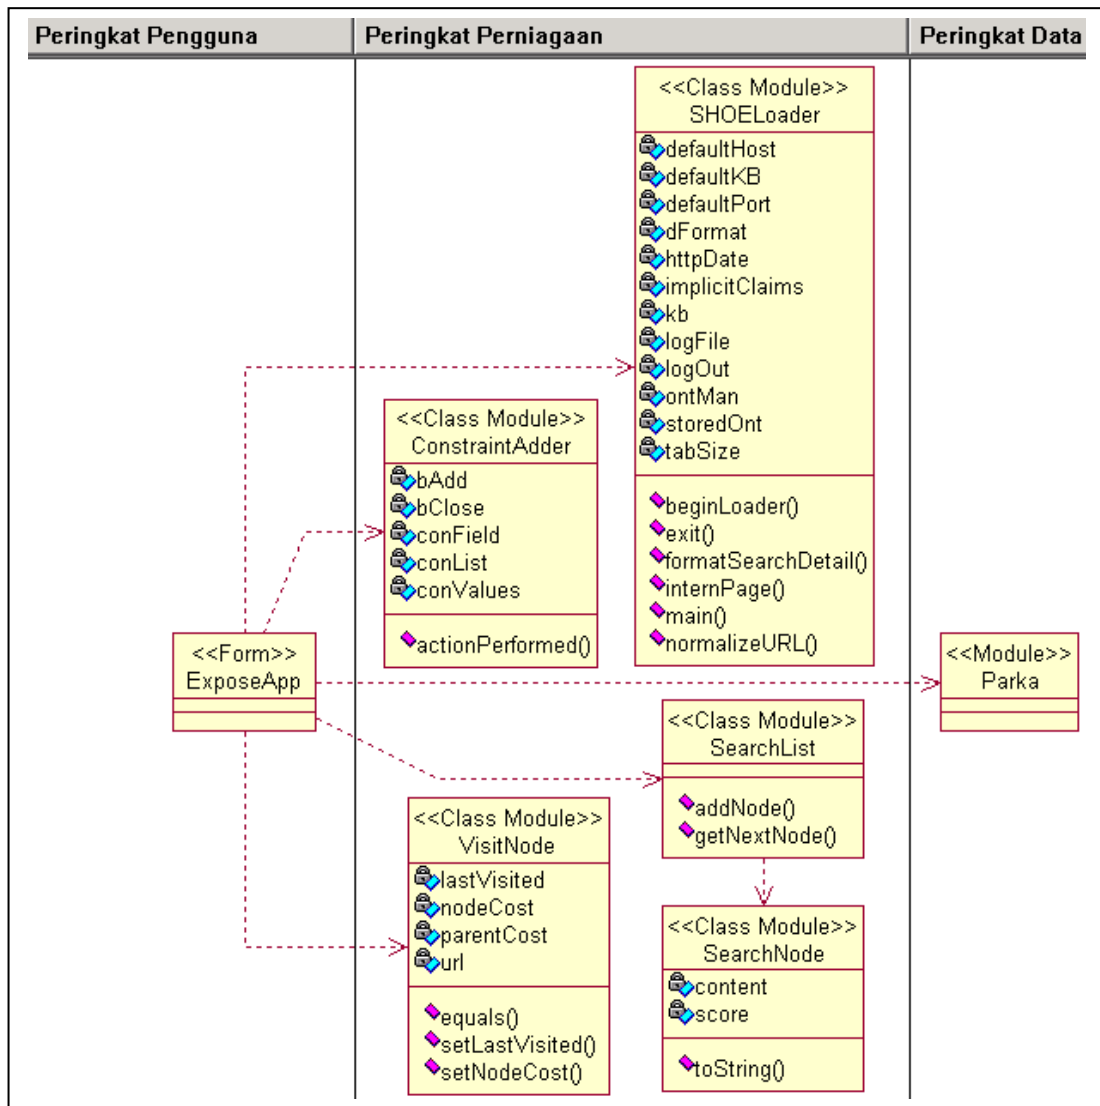 Peringkat Pengguna
Peringkat Perniagaan
Peringkat Data
<<Class Module>>
SHOELoader
defaultHost
defaultKB
defaultPort
dFormat
httpDate
implicitClaims
kb
logFile
logOut
ontMan
storedOnt
tabSize
beginLoader()
exit()
formatSearchDetail()
internPage()
main()
normalizeURL()
<<Class Module>>
ConstraintAdder
bAdd
bClose
conField
conList
conValues
actionPerformed()
<<Form>>
ExposeApp
<<Module>>
Parka
<<Class Module>>
SearchList
addNode()
getNextNode()
<<Class Module>>
VisitNode
lastVisited
nodeCost
parentCost
url
equals()
setLastVisited()
setNodeCost()
<<Class Module>>
SearchNode
content
score
toString()